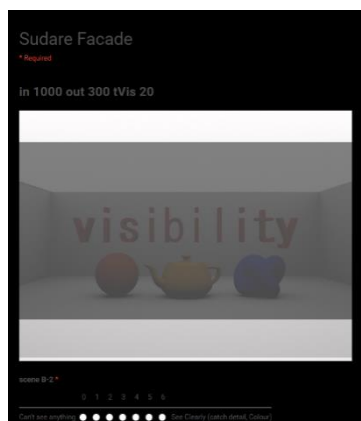 Sudare Facade
* Required
in 1000 out 300 tVis 20
visibility
scene B-2 *
0 1 2 3 4 5 6
Can't see anything See Clearly (catch detail, Colour)